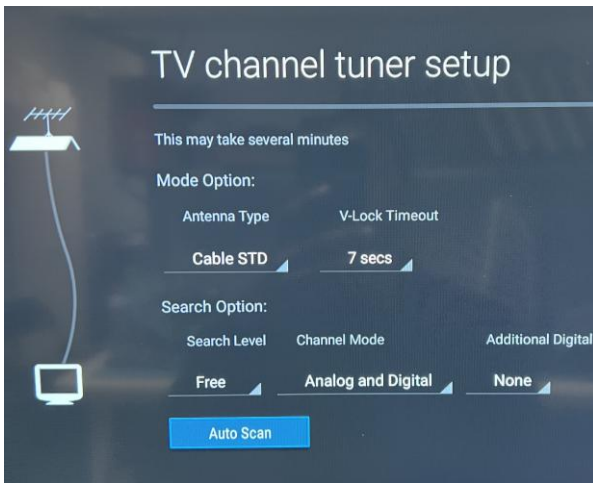 TV channel tuner setup
This may take several minutes
Mode Option:
Antenna Type V-Lock Timeout
Cable STD 7 secs
Search Option:
Search Level Channel Mode Additional Digital
Free Analog and Digital None
Auto Scan